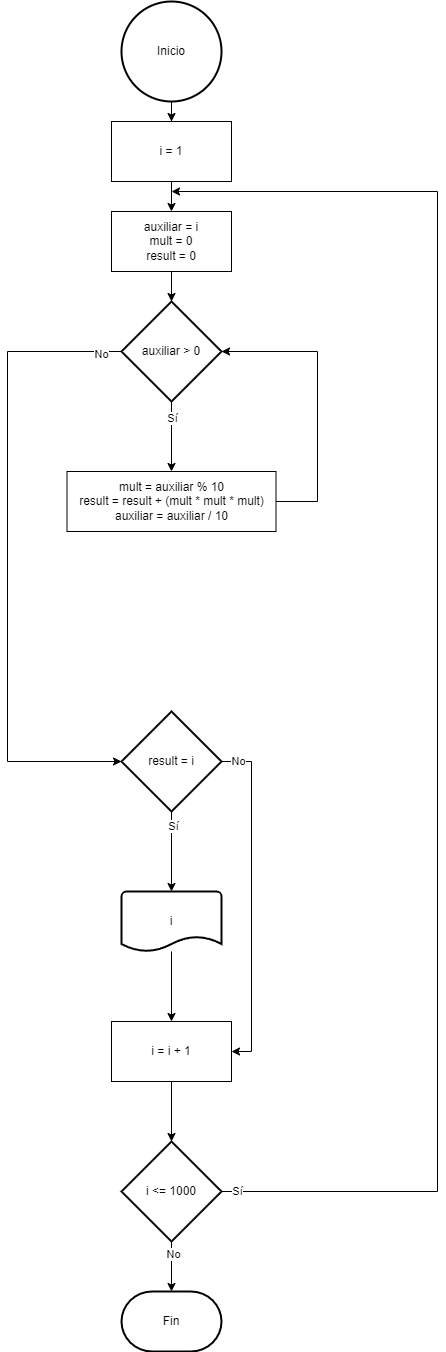 Inicio
i = 1
auxiliar = i
mult = 0
result = 0
auxiliar > 0
No
Sí
mult = auxiliar % 10
result = result + (mult * mult * mult)
auxiliar = auxiliar / 10
result = i
No
Sí
i
i = i + 1
i <= 1000
Sí
No
Fin